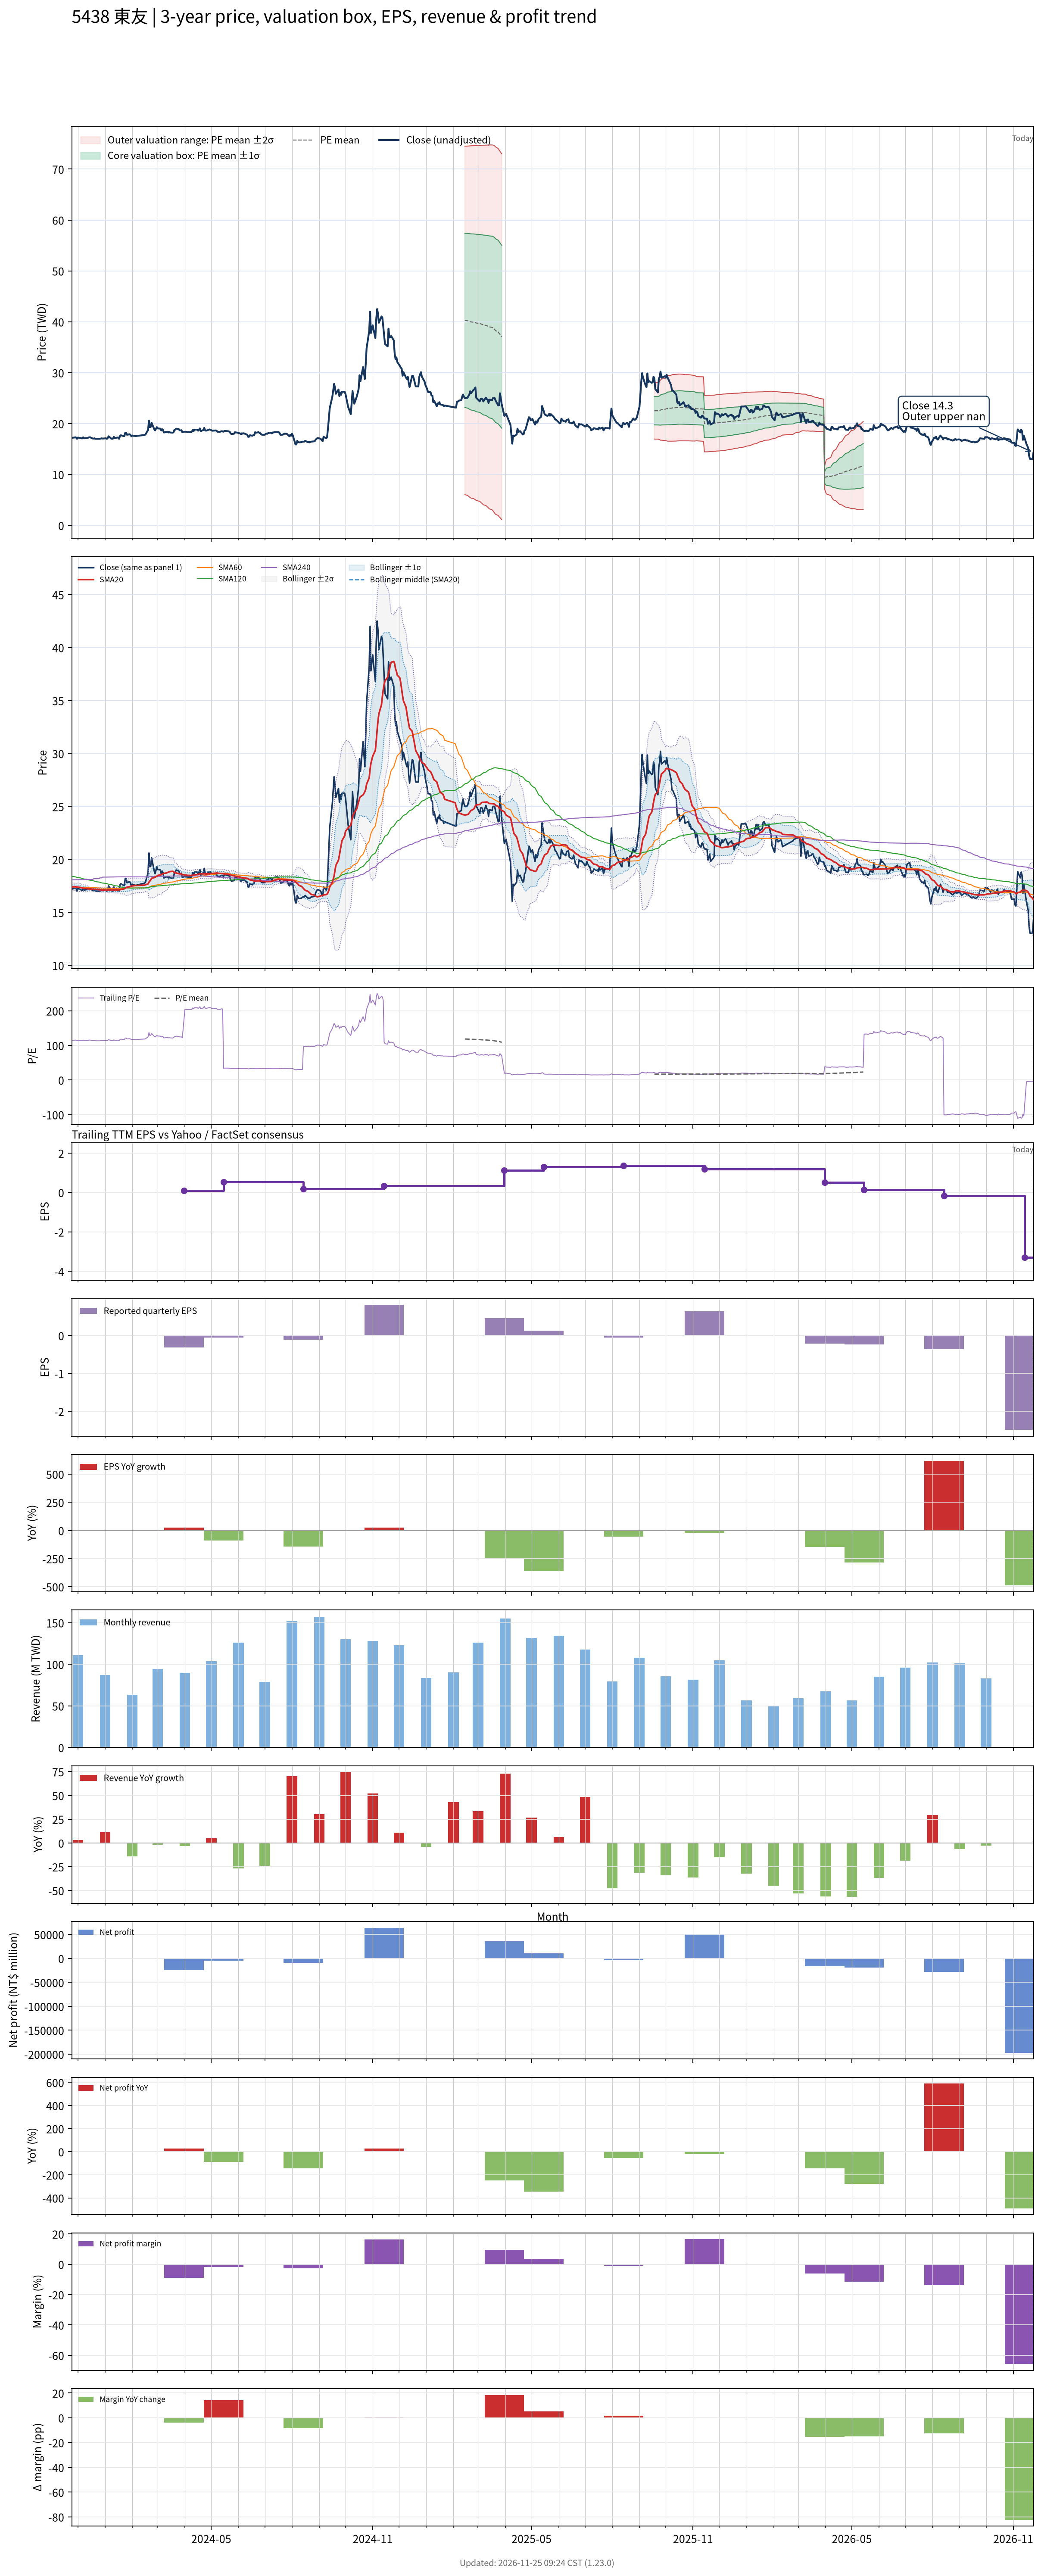 5438 東友 | 3-year price, valuation box, EPS, revenue & profit trend
Outer valuation range: PE mean ±2σ
PE mean
Close (unadjusted)
Core valuation box: PE mean ±1σ
Today
70
60
50
40
30
20
10
0
Price (TWD)
Close 14.3
Outer upper nan
Close (same as panel 1)
SMA60
SMA240
Bollinger ±1σ
SMA20
SMA120
Bollinger ±2σ
Bollinger middle (SMA20)
45
40
35
30
25
20
15
10
Price
Trailing P/E
P/E mean
200
100
0
-100
P/E
Trailing TTM EPS vs Yahoo / FactSet consensus
Today
2
0
-2
-4
EPS
Reported quarterly EPS
0
-1
-2
EPS
EPS YoY growth
500
250
0
-250
-500
YoY (%)
Monthly revenue
150
100
50
0
Revenue (M TWD)
Revenue YoY growth
75
50
25
0
-25
-50
YoY (%)
Month
Net profit
50000
0
-50000
-100000
-150000
-200000
Net profit (NT$ million)
Net profit YoY
600
400
200
0
-200
-400
YoY (%)
Net profit margin
20
0
-20
-40
-60
Margin (%)
Margin YoY change
20
0
-20
-40
-60
-80
Δ margin (pp)
2024-05
2024-11
2025-05
2025-11
2026-05
2026-11
Updated: 2026-11-25 09:24 CST (1.23.0)